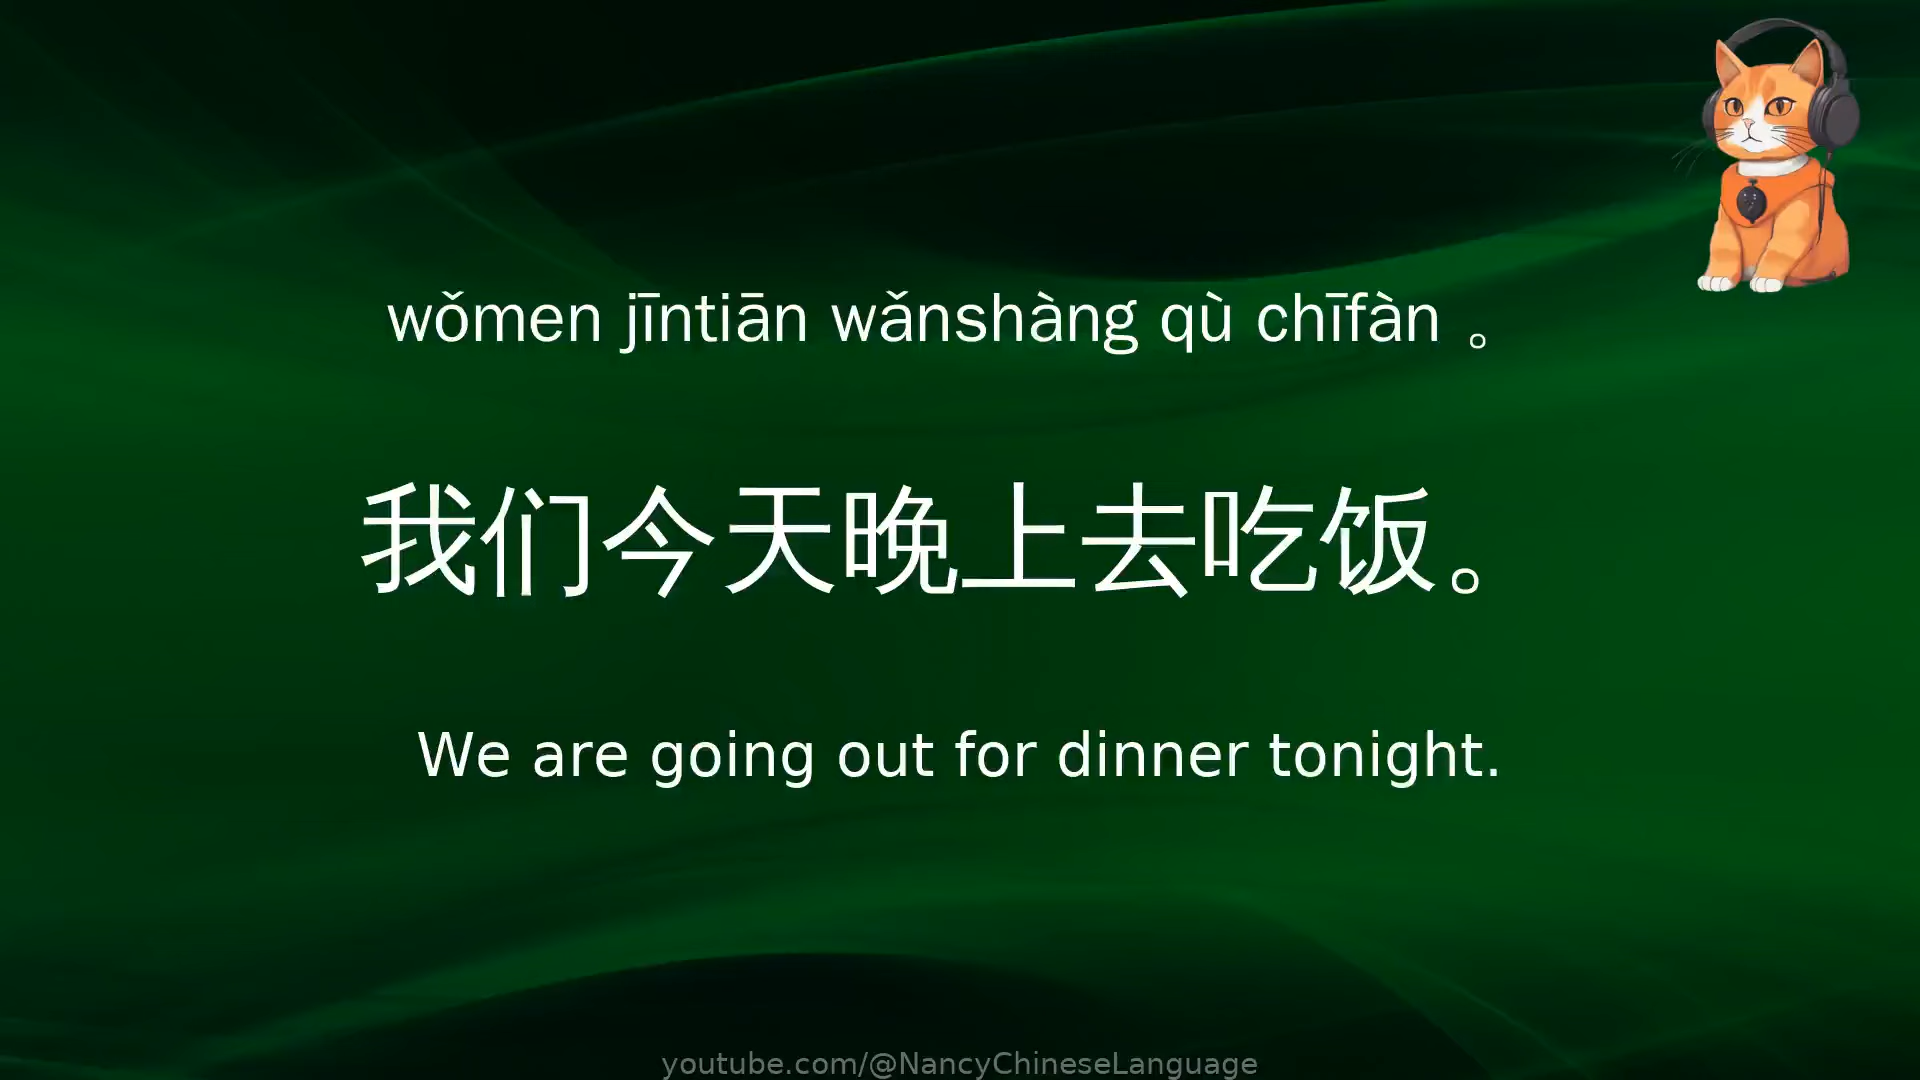 wǒmen jīntiān wǎnshàng qù chīfàn 。
我们今天晚上去吃饭。
We are going out for dinner tonight.
youtube.com/@NancyChineseLanguage